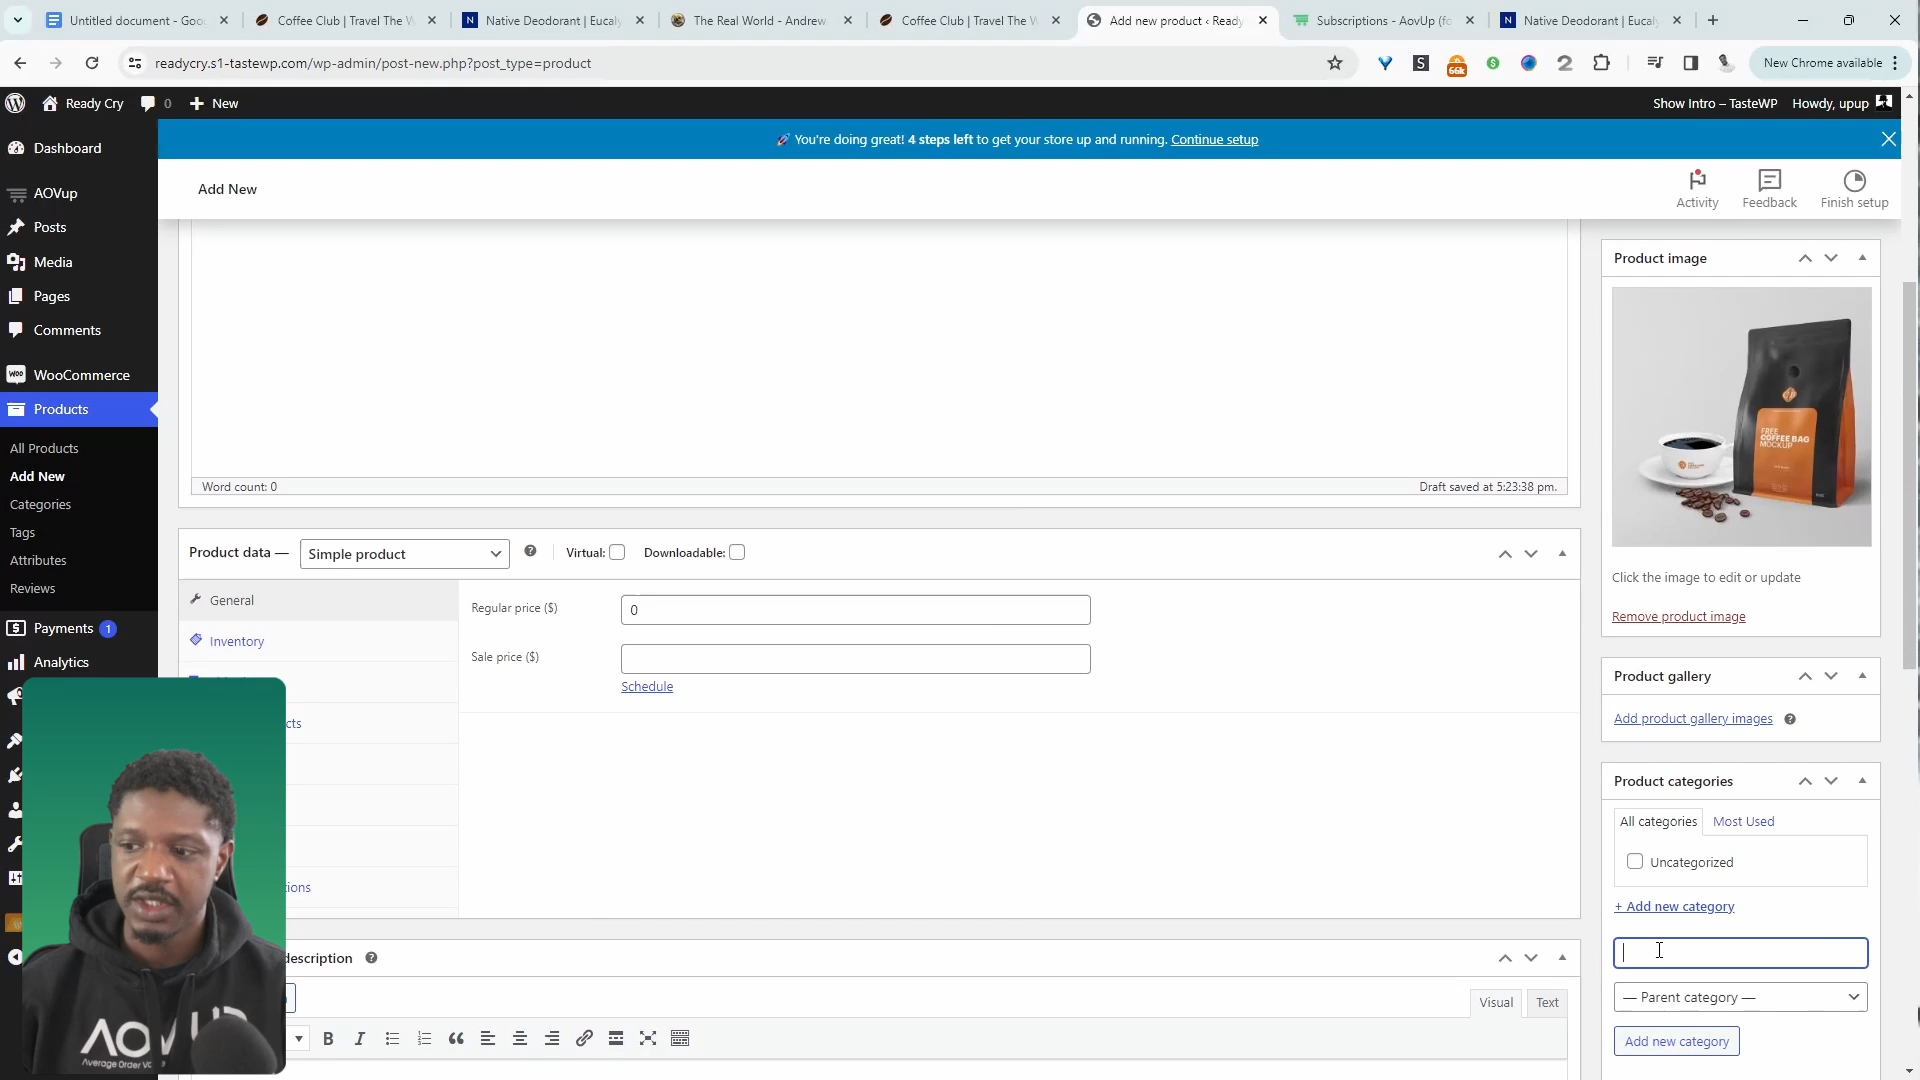 Untitled document - Goo
Coffee Club | Travel The W
Native Deodorant | Eucaly
The Real World - Andrew
Coffee Club | Travel The W
Add new product ‹ Ready
Subscriptions - AovUp (fo
Native Deodorant | Eucaly
readycry.s1-tastewp.com/wp-admin/post-new.php?post_type=product
66k
New Chrome available
Ready Cry
0
New
Show Intro – TasteWP
Howdy, upup
You're doing great! 4 steps left to get your store up and running. Continue setup
Add New
Activity
Feedback
Finish setup
Dashboard
AOVup
Posts
Media
Pages
Comments
WooCommerce
Products
All Products
Add New
Categories
Tags
Attributes
Reviews
Payments 1
Analytics
Word count: 0
Draft saved at 5:23:38 pm.
Product data —
Simple product
Virtual:
Downloadable:
General
Inventory
cts
ions
Regular price ($)
0
Sale price ($)
Schedule
description
Visual
Text
Product image
FREE
COFFEE BAG
MOCKUP
Click the image to edit or update
Remove product image
Product gallery
Add product gallery images
Product categories
All categories
Most Used
Uncategorized
+ Add new category
— Parent category —
Add new category
AOVUP
Average Order Va